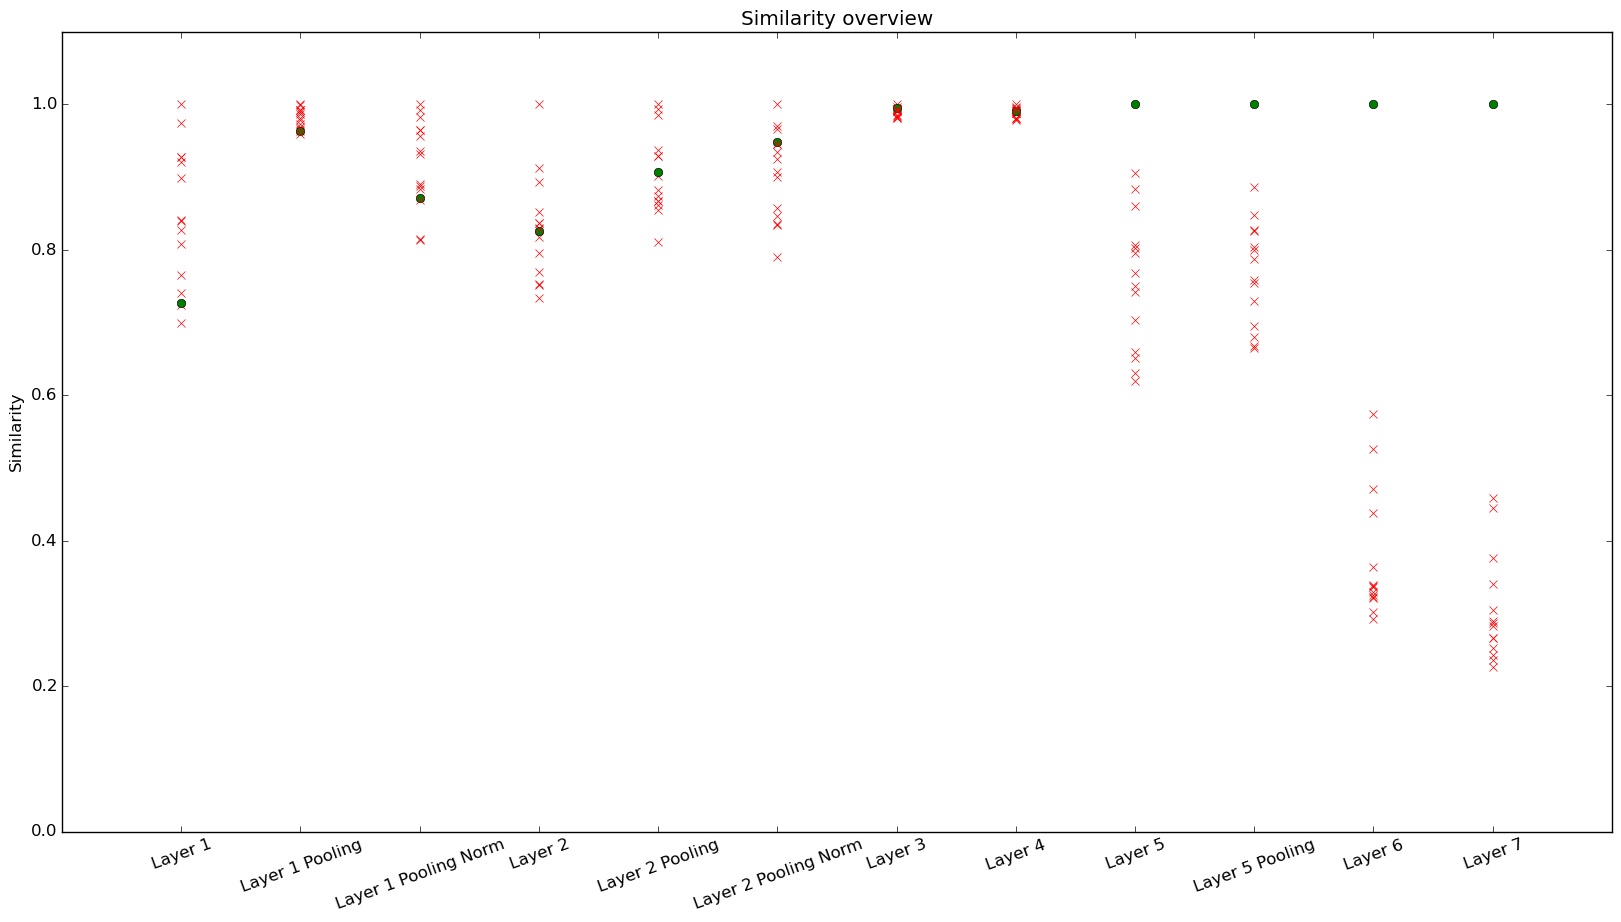 Similarity overview
1.0
0.8
0.6
0.4
0.2
0.0
Similarity
Layer 1
Layer 1 Pooling
Layer 1 Pooling Norm
Layer 2
Layer 2 Pooling
Layer 2 Pooling Norm
Layer 3
Layer 4
Layer 5
Layer 5 Pooling
Layer 6
Layer 7